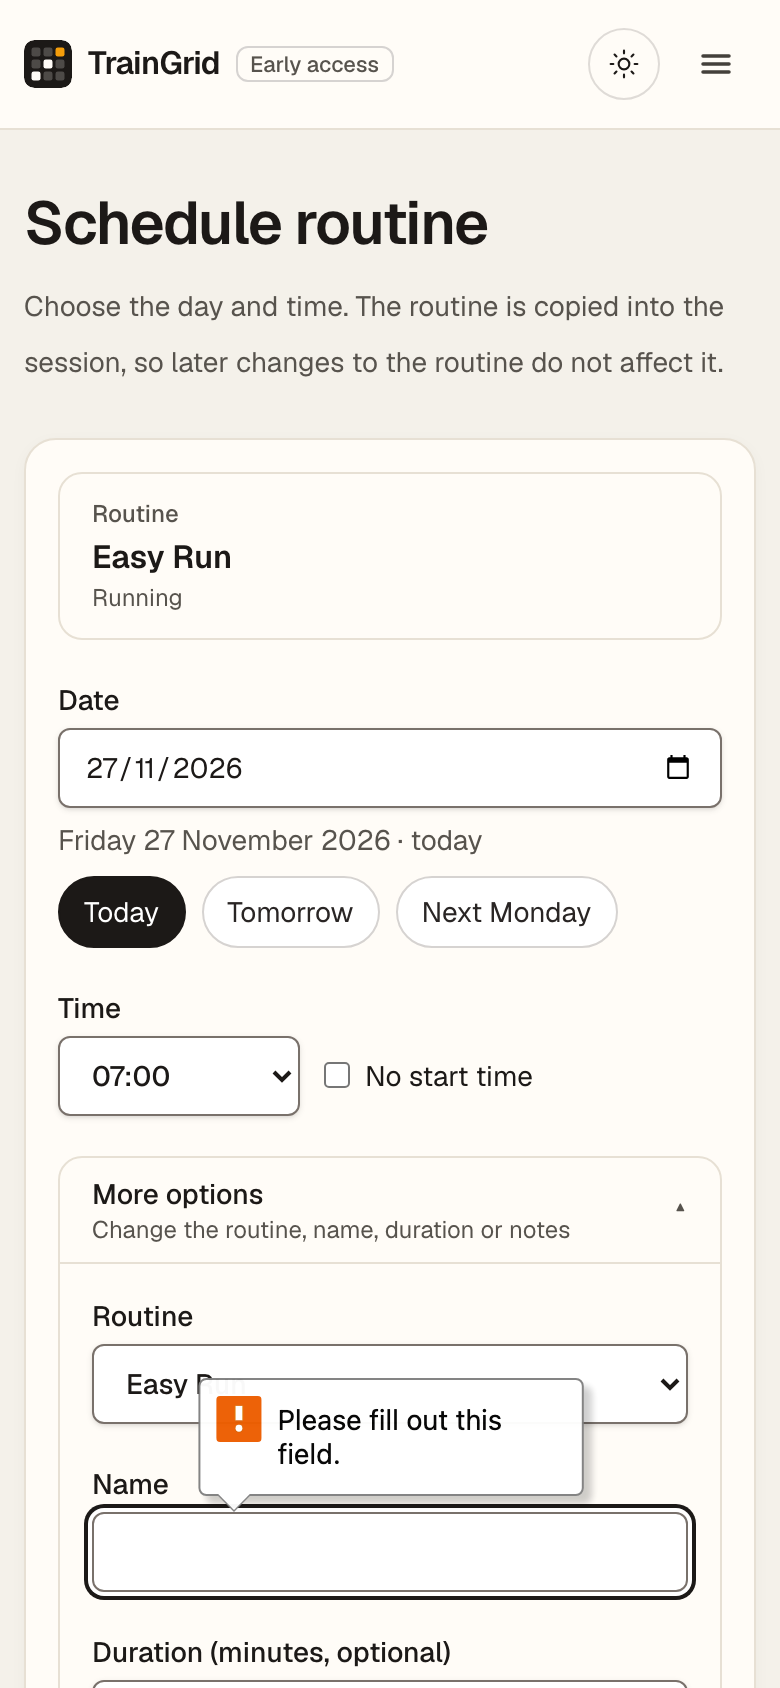 TrainGrid
Early access
Schedule routine
Choose the day and time. The routine is copied into the
session, so later changes to the routine do not affect it.
Routine
Easy Run
Running
Date
27/11/2026
Friday 27 November 2026 · today
Today
Tomorrow
Next Monday
Time
07:00
No start time
More options
Change the routine, name, duration or notes
Routine
Easy
Please fill out this
field.
Name
Duration (minutes, optional)